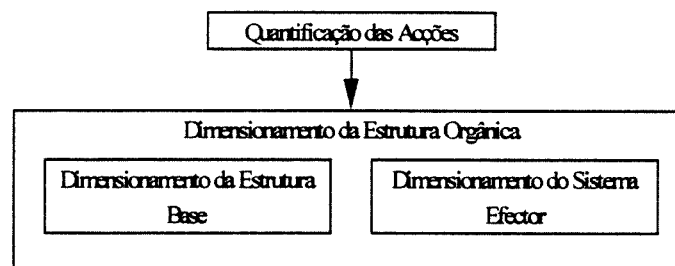 Quantificação das Acções
Dimensionamento da Estrutura Orgânica
Dimensionamento da Estrutura
Base
Dimensionamento do Sistema
Efector